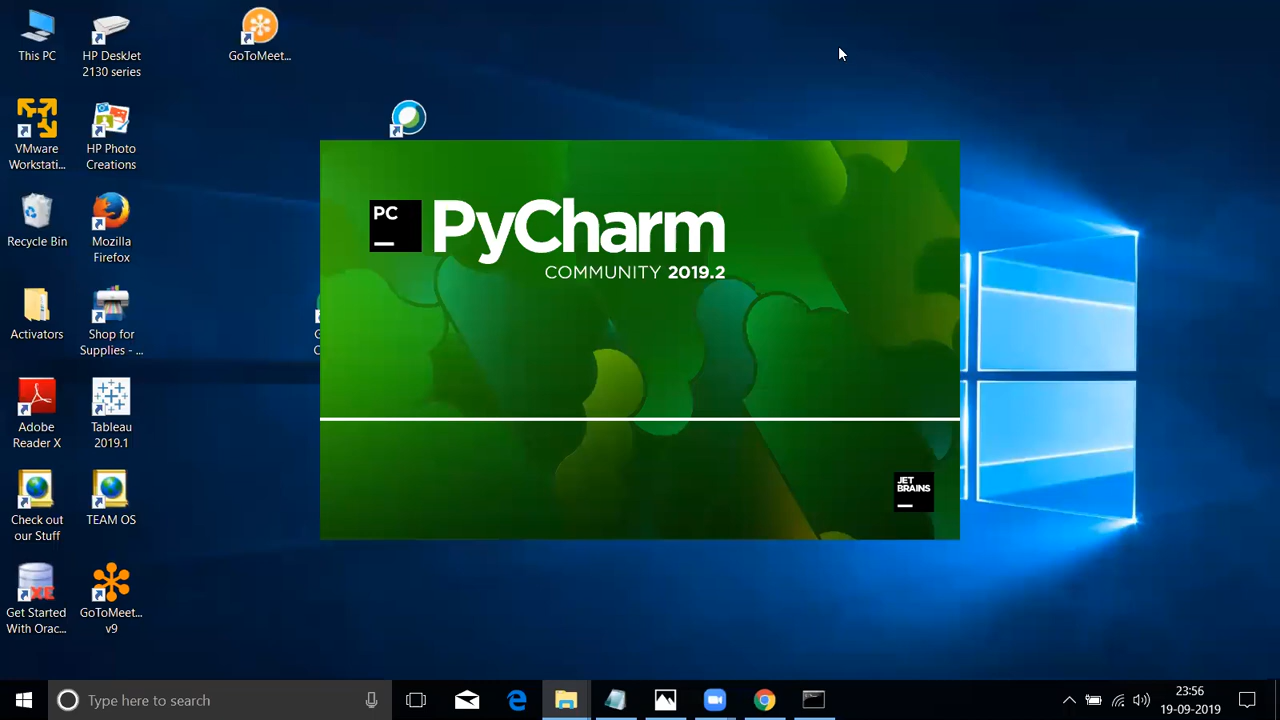 This PC
HP DeskJet
2130 series
GoToMeet...
VMware
Workstati...
HP Photo
Creations
Recycle Bin
Mozilla
Firefox
Activators
Shop for
Supplies - ...
Adobe
Reader X
Tableau
2019.1
Check out
our Stuff
TEAM OS
Get Started
With Orac...
GoToMeet...
v9
PC
PyCharm
COMMUNITY 2019.2
JET
BRAINS
Type here to search
23:56
19-09-2019